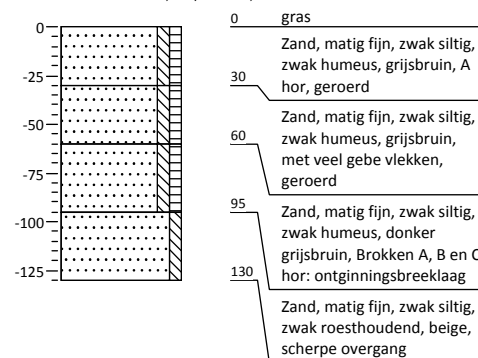 0
-25
-50
-75
-100
-125
0
gras
Zand, matig fijn, zwak siltig,
zwak humeus, grijsbruin, A
hor, geroerd
30
Zand, matig fijn, zwak siltig,
zwak humeus, grijsbruin,
met veel gebe vlekken,
geroerd
60
Zand, matig fijn, zwak siltig,
zwak humeus, donker
grijsbruin, Brokken A, B en C
hor: ontginningsbreeklaag
95
Zand, matig fijn, zwak siltig,
zwak roesthoudend, beige,
scherpe overgang
130